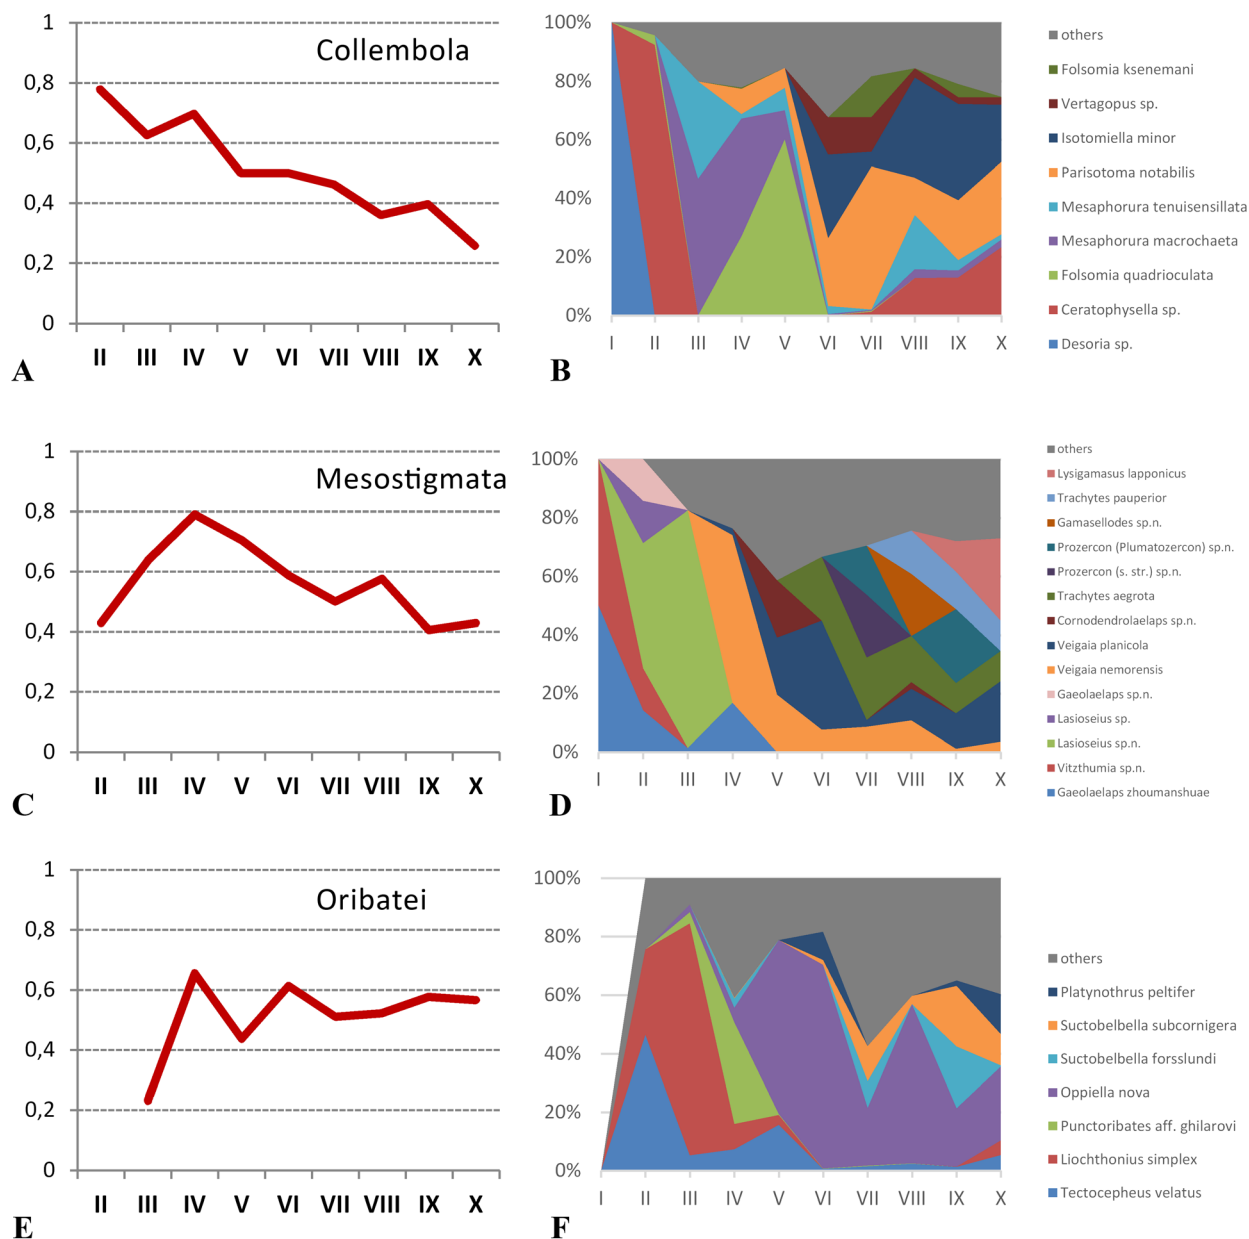 Collembola
1
0,8
0,6
0,4
0,2
0
II III IV V VI VII VIII IX X
A
100%
80%
60%
40%
20%
0%
I II III IV V VI VII VIII IX X
B
others
Folsomia ksenemani
Vertagopus sp.
Isotomiella minor
Parisotoma notabilis
Mesaphorura tenuisensillata
Mesaphorura macrochaeta
Folsomia quadrioculata
Ceratophysella sp.
Desoria sp.
Mesostigmata
1
0,8
0,6
0,4
0,2
0
II III IV V VI VII VIII IX X
C
100%
80%
60%
40%
20%
0%
I II III IV V VI VII VIII IX X
D
others
Lysigamasus lapponicus
Trachytes pauperior
Gamasellodes sp.n.
Prozercon (Plumatozercon) sp.n.
Prozercon (s. str.) sp.n.
Trachytes aegrota
Cornodendrolaelaps sp.n.
Veigaia planicola
Veigaia nemorensis
Gaeolaelaps sp.n.
Lasioseius sp.
Lasioseius sp.n.
Vitzthumia sp.n.
Gaeolaelaps zhoumanshuae
Oribatei
1
0,8
0,6
0,4
0,2
0
II III IV V VI VII VIII IX X
E
100%
80%
60%
40%
20%
0%
I II III IV V VI VII VIII IX X
F
others
Platynothrus peltifer
Suctobelbella subcornigera
Suctobelbella forsslundi
Oppiella nova
Punctoribates aff. ghilarovi
Liochthonius simplex
Tectocepheus velatus